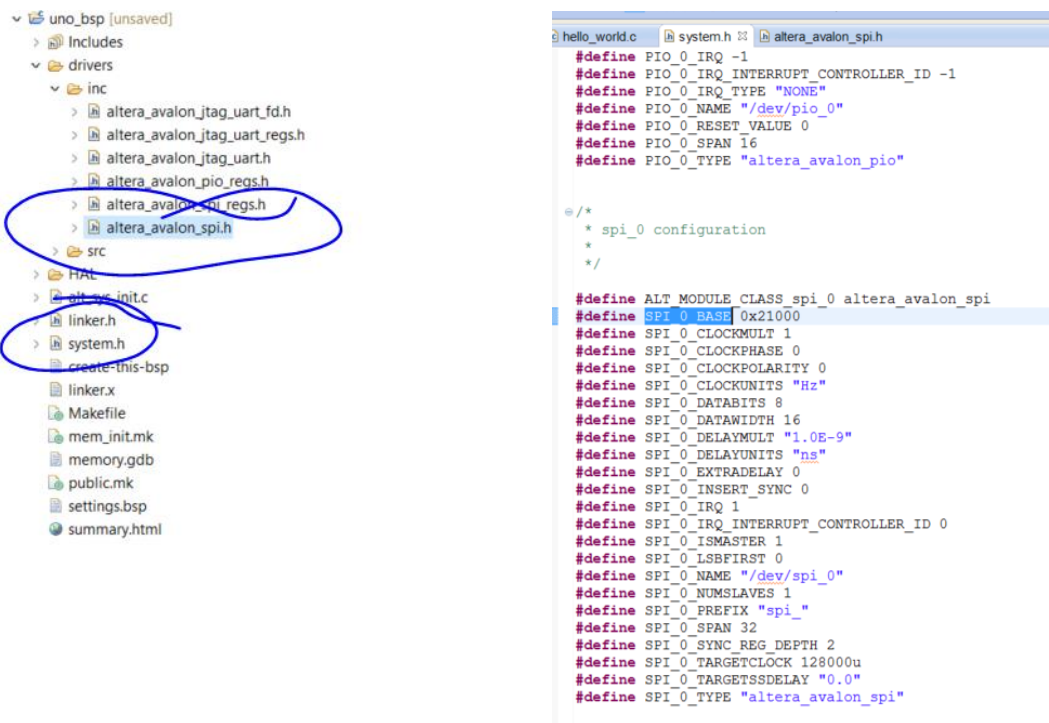 uno_bsp [unsaved]
Includes
drivers
inc
altera_avalon_jtag_uart_fd.h
altera_avalon_jtag_uart_regs.h
altera_avalon_jtag_uart.h
altera_avalon_pio_regs.h
altera_avalon_spi_regs.h
altera_avalon_spi.h
src
HAL
alt_sys_init.c
linker.h
system.h
create-this-bsp
linker.x
Makefile
mem_init.mk
memory.gdb
public.mk
settings.bsp
summary.html
hello_world.c system.h altera_avalon_spi.h
#define PIO_0_IRQ -1
#define PIO_0_IRQ_INTERRUPT_CONTROLLER_ID -1
#define PIO_0_IRQ_TYPE "NONE"
#define PIO_0_NAME "/dev/pio_0"
#define PIO_0_RESET_VALUE 0
#define PIO_0_SPAN 16
#define PIO_0_TYPE "altera_avalon_pio"
/*
* spi_0 configuration
*
*/
#define ALT_MODULE_CLASS_spi_0 altera_avalon_spi
#define SPI_0_BASE 0x21000
#define SPI_0_CLOCKMULT 1
#define SPI_0_CLOCKPHASE 0
#define SPI_0_CLOCKPOLARITY 0
#define SPI_0_CLOCKUNITS "Hz"
#define SPI_0_DATABITS 8
#define SPI_0_DATAWIDTH 16
#define SPI_0_DELAYMULT "1.0E-9"
#define SPI_0_DELAYUNITS "ns"
#define SPI_0_EXTRADELAY 0
#define SPI_0_INSERT_SYNC 0
#define SPI_0_IRQ 1
#define SPI_0_IRQ_INTERRUPT_CONTROLLER_ID 0
#define SPI_0_ISMASTER 1
#define SPI_0_LSBFIRST 0
#define SPI_0_NAME "/dev/spi_0"
#define SPI_0_NUMSLAVES 1
#define SPI_0_PREFIX "spi_"
#define SPI_0_SPAN 32
#define SPI_0_SYNC_REG_DEPTH 2
#define SPI_0_TARGETCLOCK 128000u
#define SPI_0_TARGETSSDELAY "0.0"
#define SPI_0_TYPE "altera_avalon_spi"